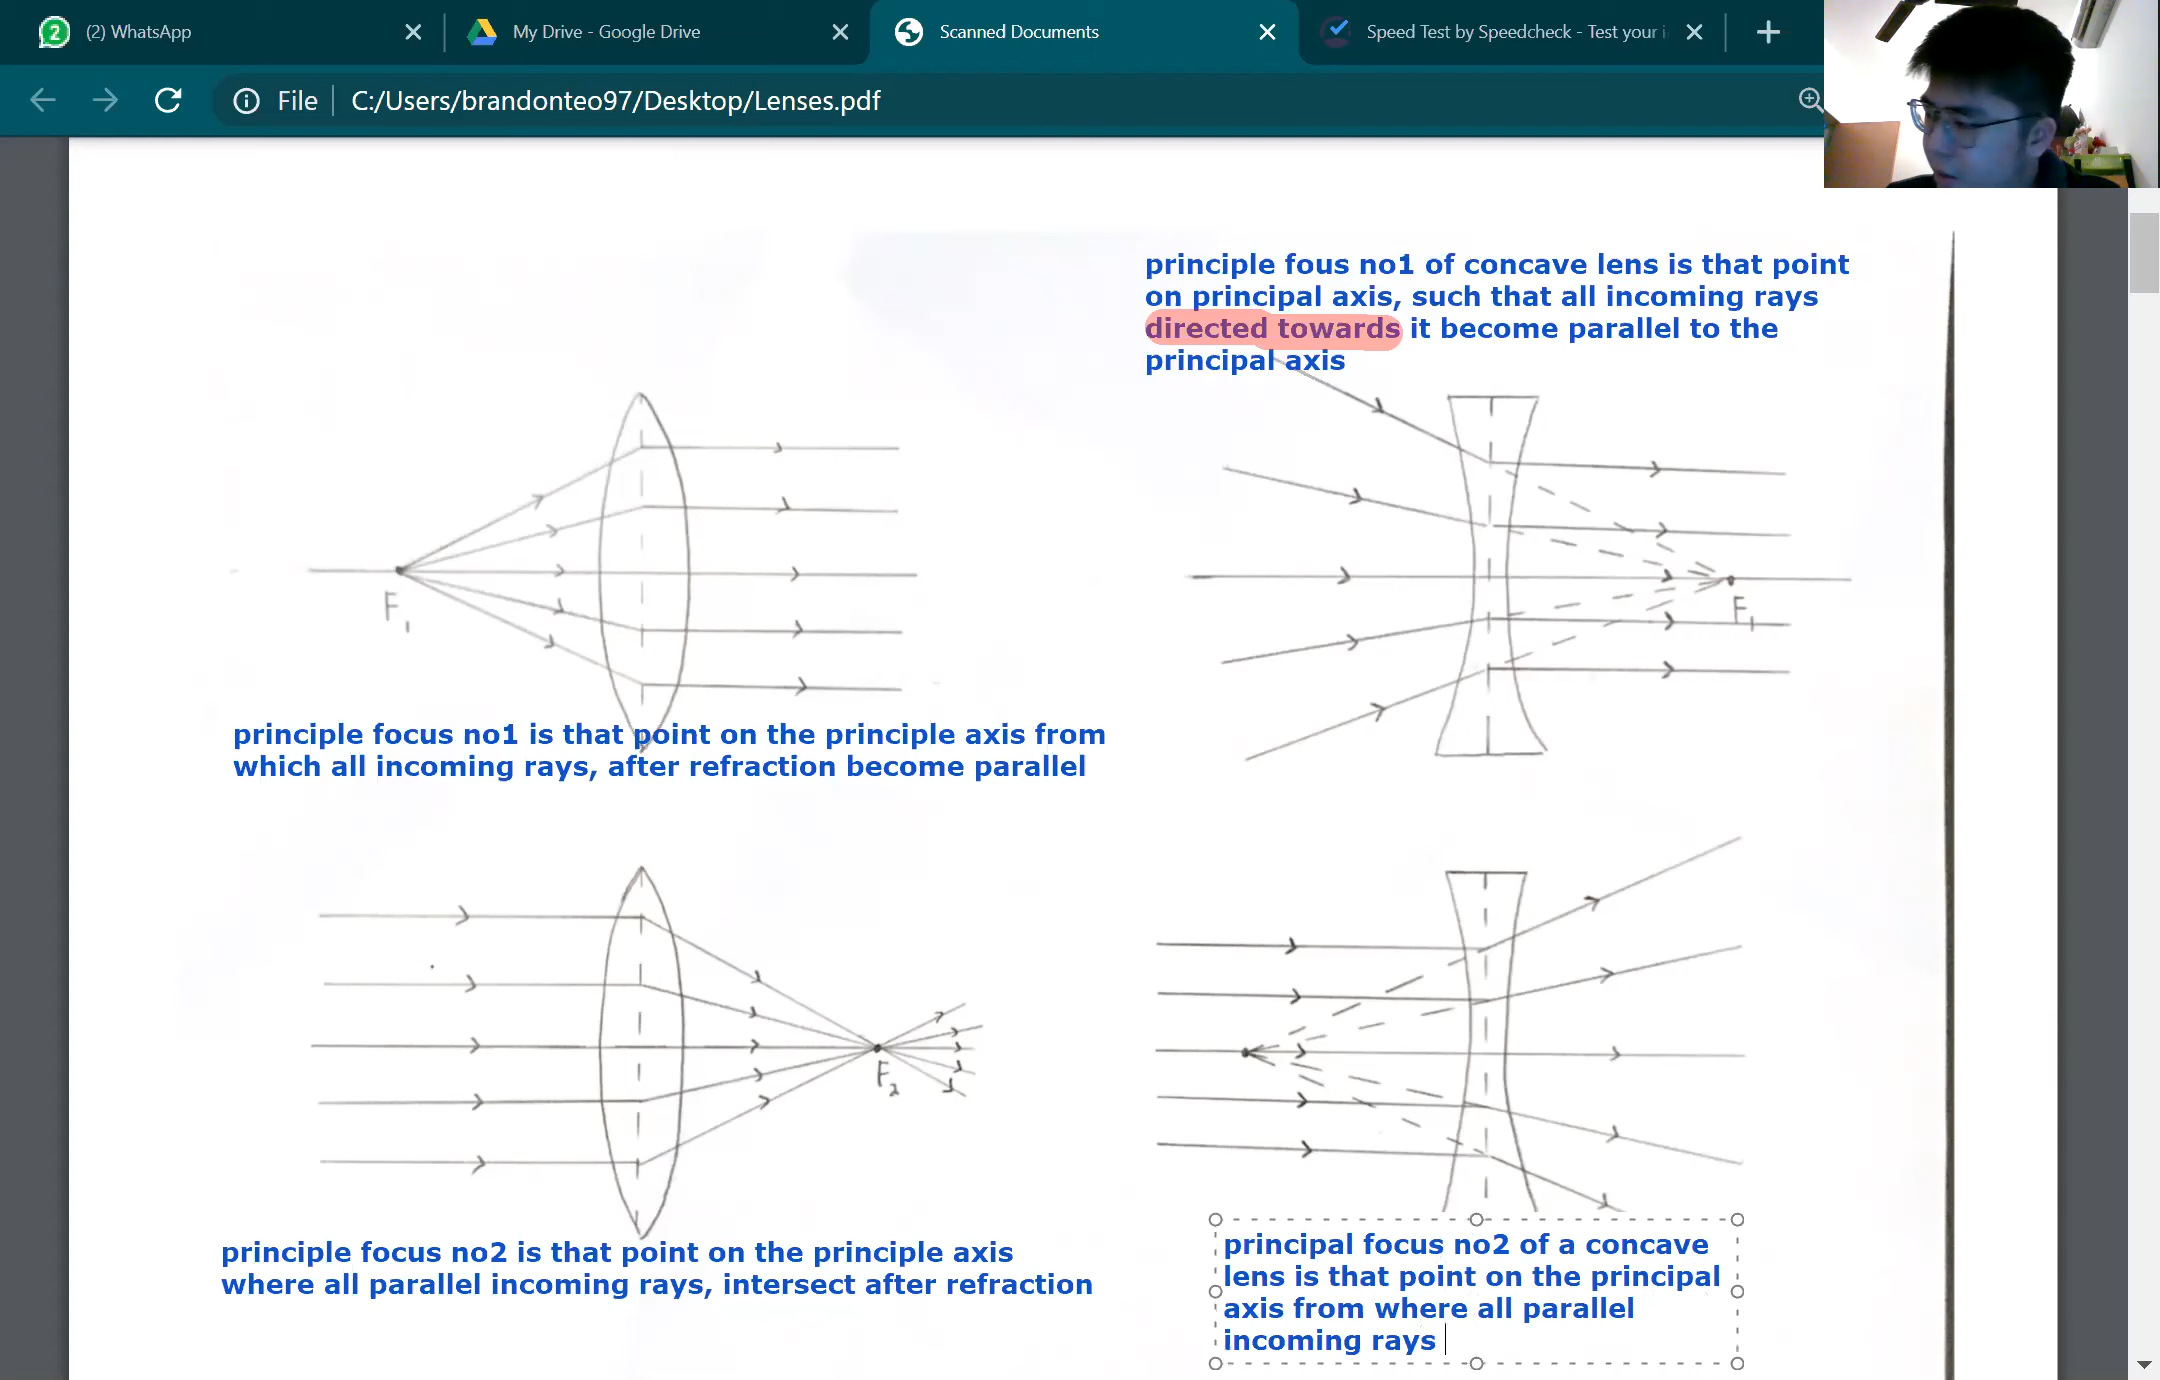 2
(2) WhatsApp
My Drive - Google Drive
Scanned Documents
Speed Test by Speedcheck - Test your i
File
C:/Users/brandonteo97/Desktop/Lenses.pdf
principle fous no1 of concave lens is that point
on principal axis, such that all incoming rays
directed towards it become parallel to the
principal axis
F1
F1
principle focus no1 is that point on the principle axis from
which all incoming rays, after refraction become parallel
F2
principle focus no2 is that point on the principle axis
where all parallel incoming rays, intersect after refraction
principal focus no2 of a concave
lens is that point on the principal
axis from where all parallel
incoming rays